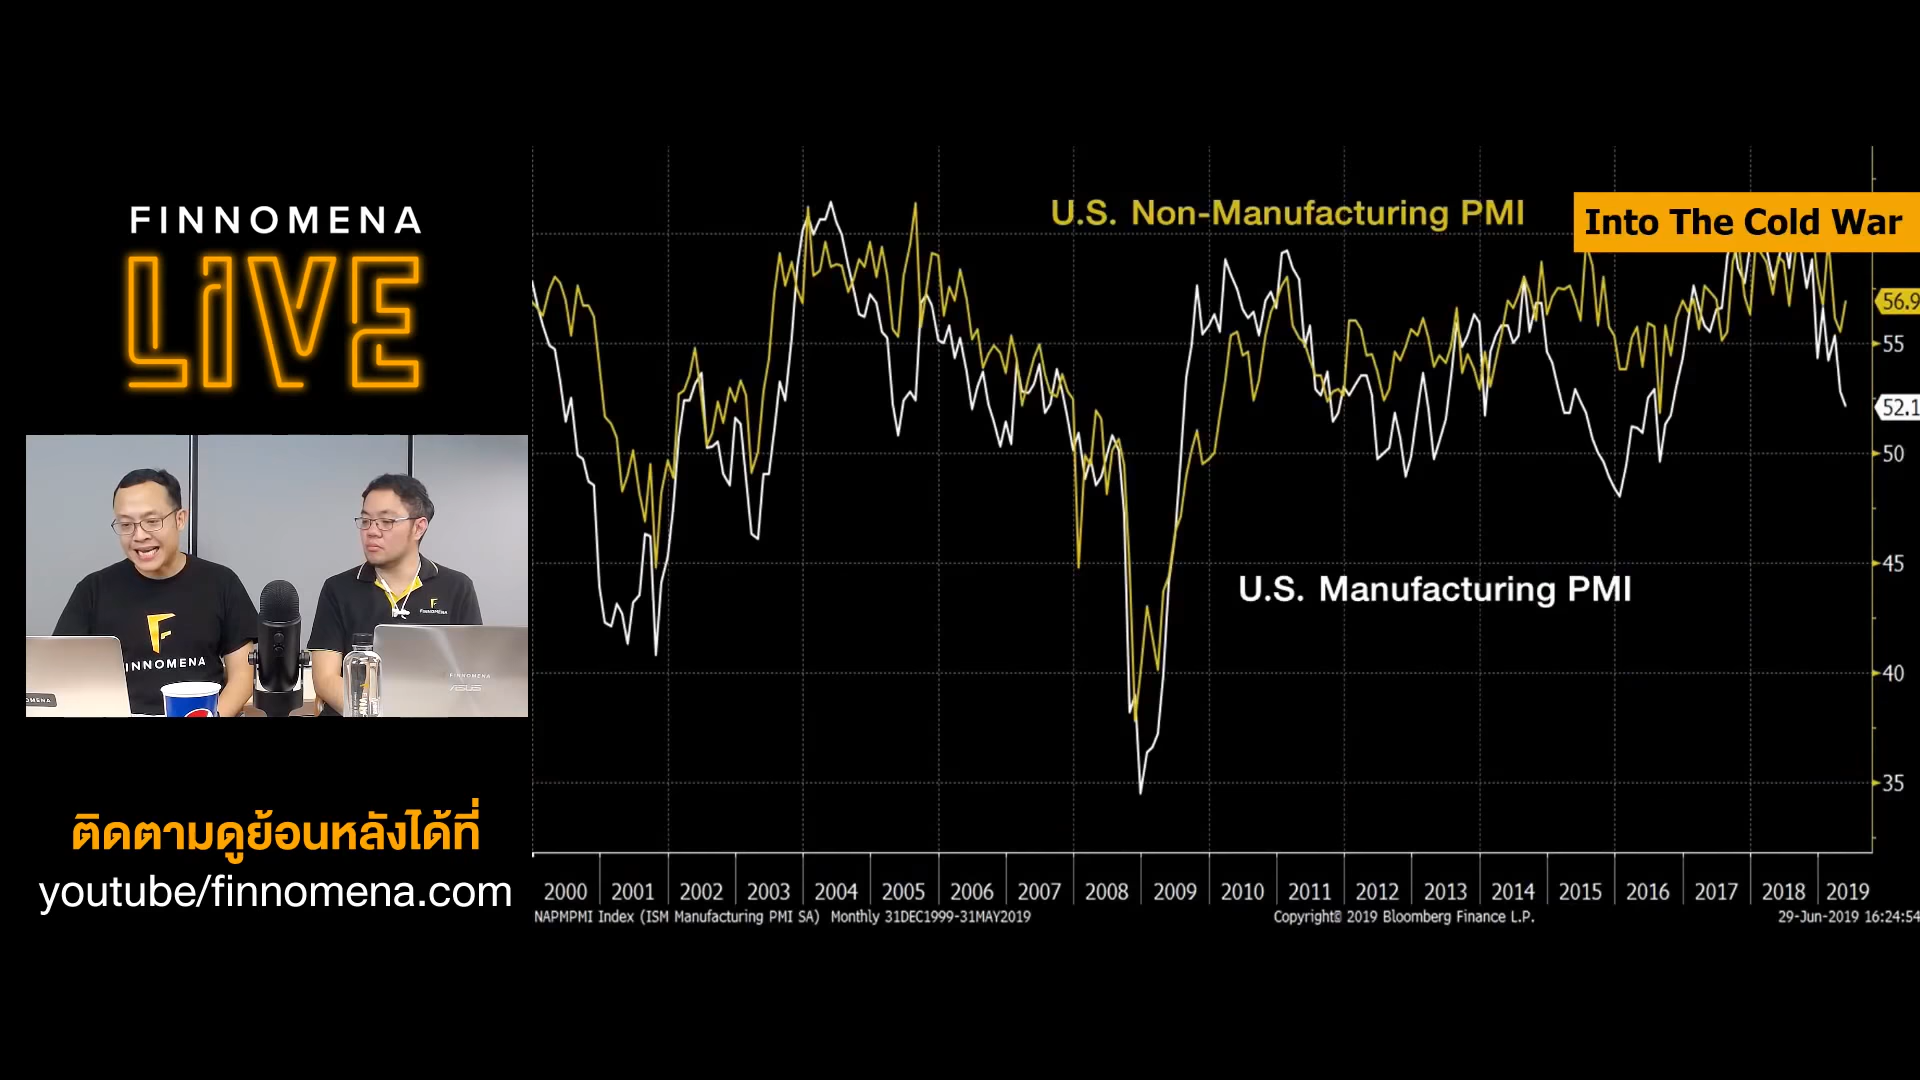 FINNOMENA
LIVE
FINNOMENA
FINNOMENA
ASUS
ติดตามดูย้อนหลังได้ที่
youtube/finnomena.com
U.S. Non-Manufacturing PMI
Into The Cold War
56.9
55
52.1
50
45
U.S. Manufacturing PMI
40
35
2000 2001 2002 2003 2004 2005 2006 2007 2008 2009 2010 2011 2012 2013 2014 2015 2016 2017 2018 2019
NAPMPMI Index (ISM Manufacturing PMI SA) Monthly 31DEC1999-31MAY2019
Copyright© 2019 Bloomberg Finance L.P.
29-Jun-2019 16:24:54